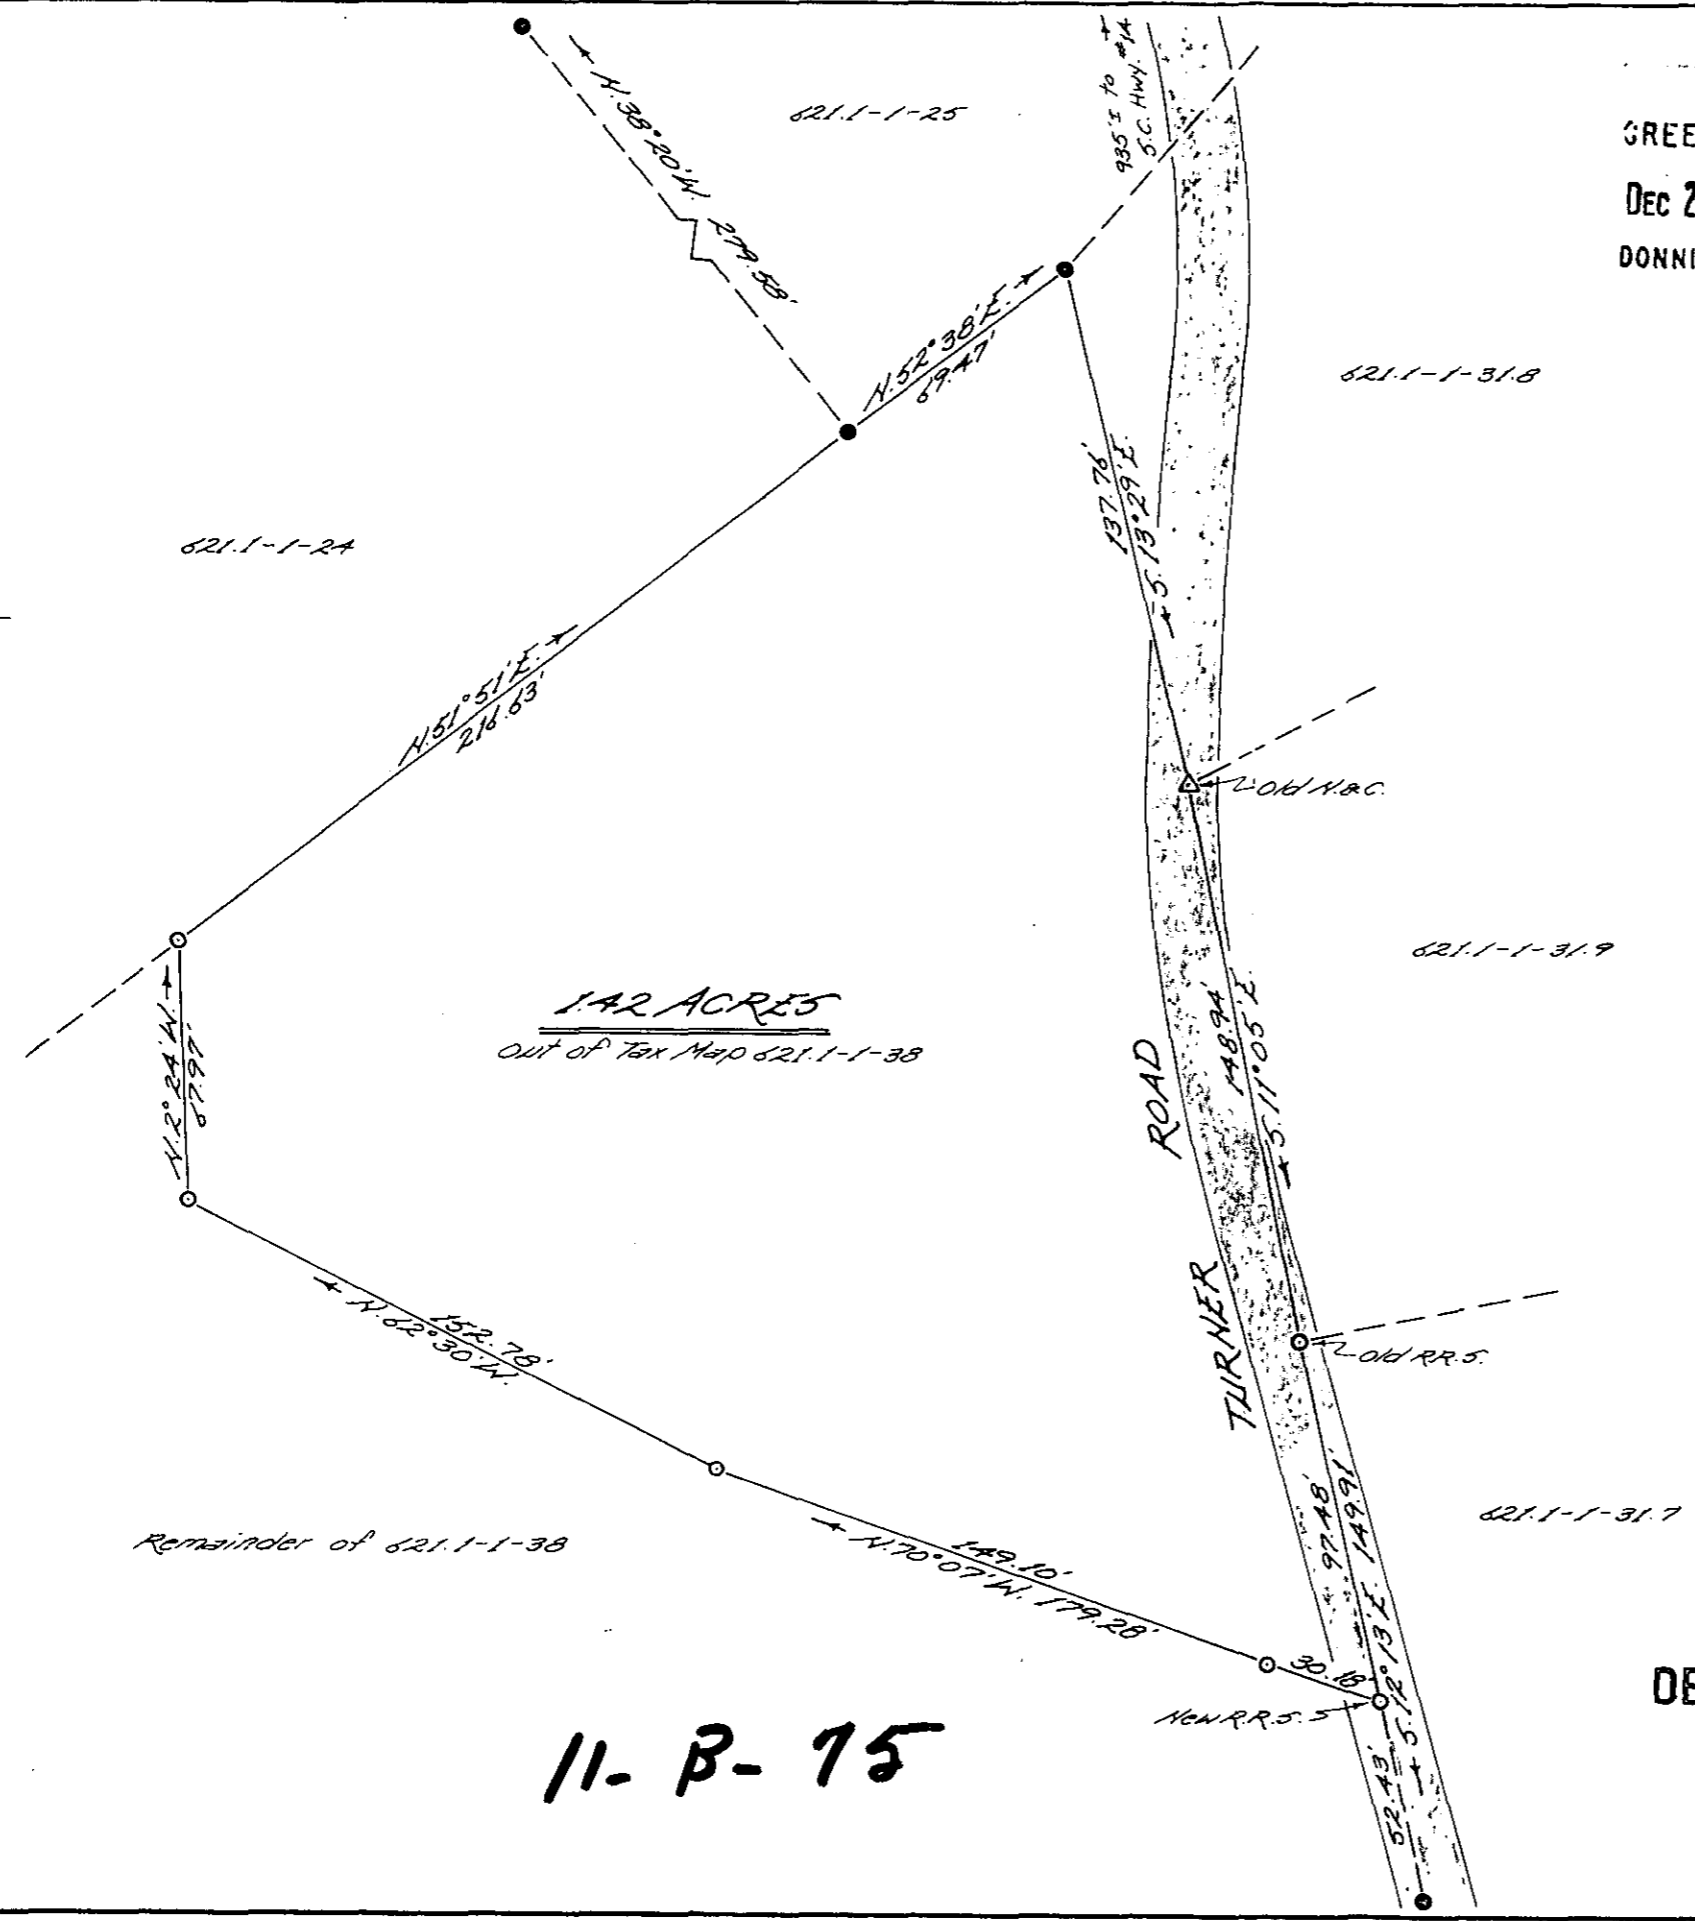 935'± to
S.C. Hwy. #14
N.38°20'W. 279.58'
621.1-1-25
DEC 2
N.52°38'E.
69.47'
621.1-1-31.8
137.76'
S.13°29'E.
621.1-1-24
N.51°51'E.
216.63'
Old N.&C.
621.1-1-31.9
1.42 ACRES
Out of Tax Map 621.1-1-38
N.2°24'W.
67.97'
148.94'
S.11°05'E.
TURNER ROAD
Old R.R.S.
152.78'
N.62°30'W.
97.48'
S.12°13'E. 149.91'
621.1-1-31.7
Remainder of 621.1-1-38
149.10'
N.70°07'W. 179.28'
30.18'
New R.R.S.
52.43'
11-B-75